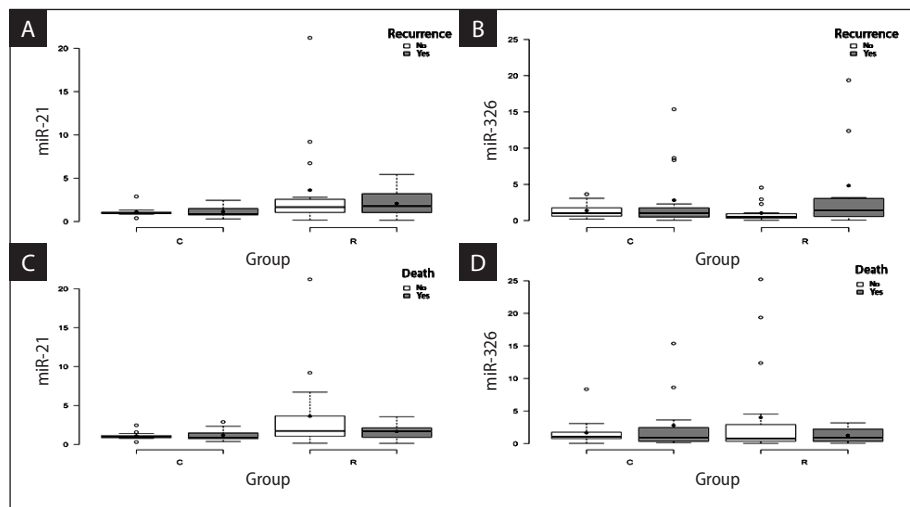 A
Recurrence
No
Yes
miR-21
20
15
10
5
0
C
R
Group
B
Recurrence
No
Yes
miR-326
25
20
15
10
5
0
C
R
Group
C
Death
No
Yes
miR-21
20
15
10
5
0
C
R
Group
D
Death
No
Yes
miR-326
25
20
15
10
5
0
C
R
Group